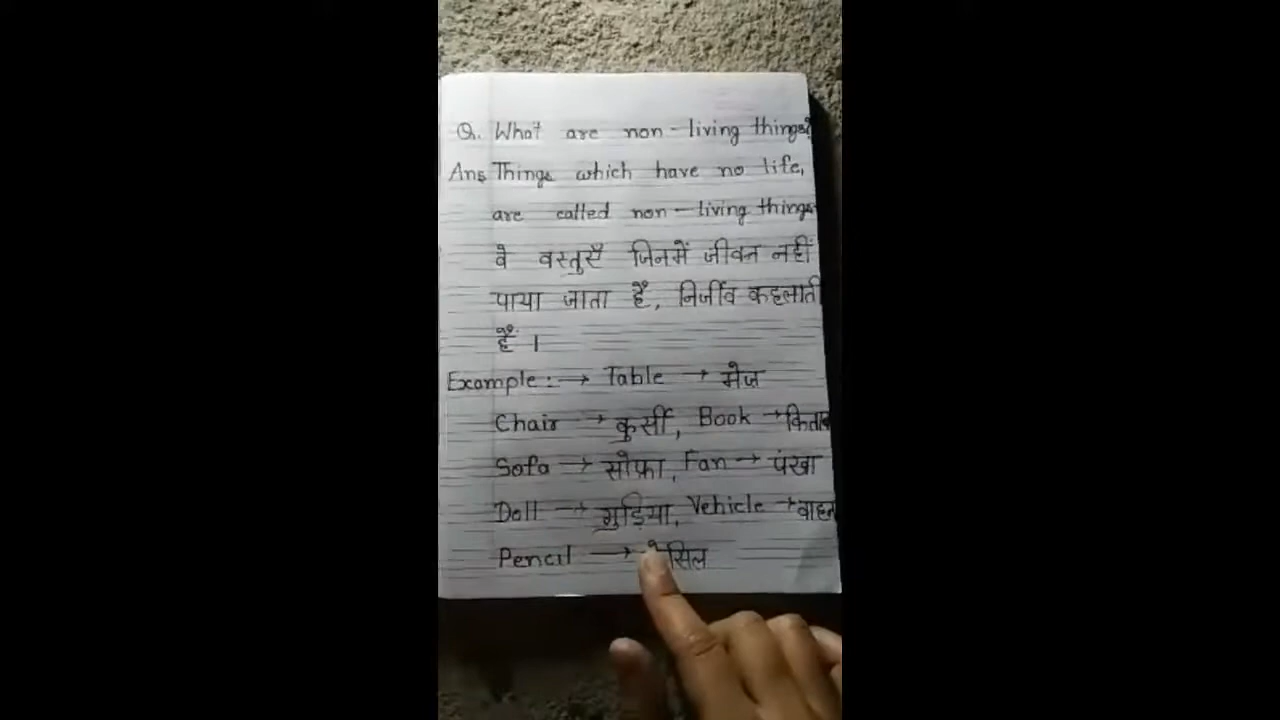 Q. What are non-living things?
Ans Things which have no life,
are called non-living things.
वे वस्तुएँ जिनमें जीवन नहीं
पाया जाता है, निर्जीव कहलाती
हैं ।
Example:→ Table → मेज
Chair → कुर्सी, Book → किताब
Sofa → सोफा, Fan → पंखा
Doll → गुड़िया, Vehicle → वाहन
Pencil →